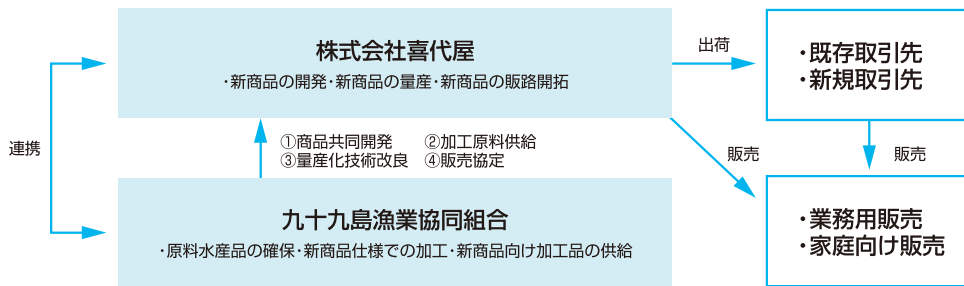 株式会社喜代屋
・新商品の開発・新商品の量産・新商品の販路開拓
出荷
・既存取引先
・新規取引先
連携
①商品共同開発　②加工原料供給
③量産化技術改良　④販売協定
販売
販売
九十九島漁業協同組合
・原料水産品の確保・新商品仕様での加工・新商品向け加工品の供給
・業務用販売
・家庭向け販売